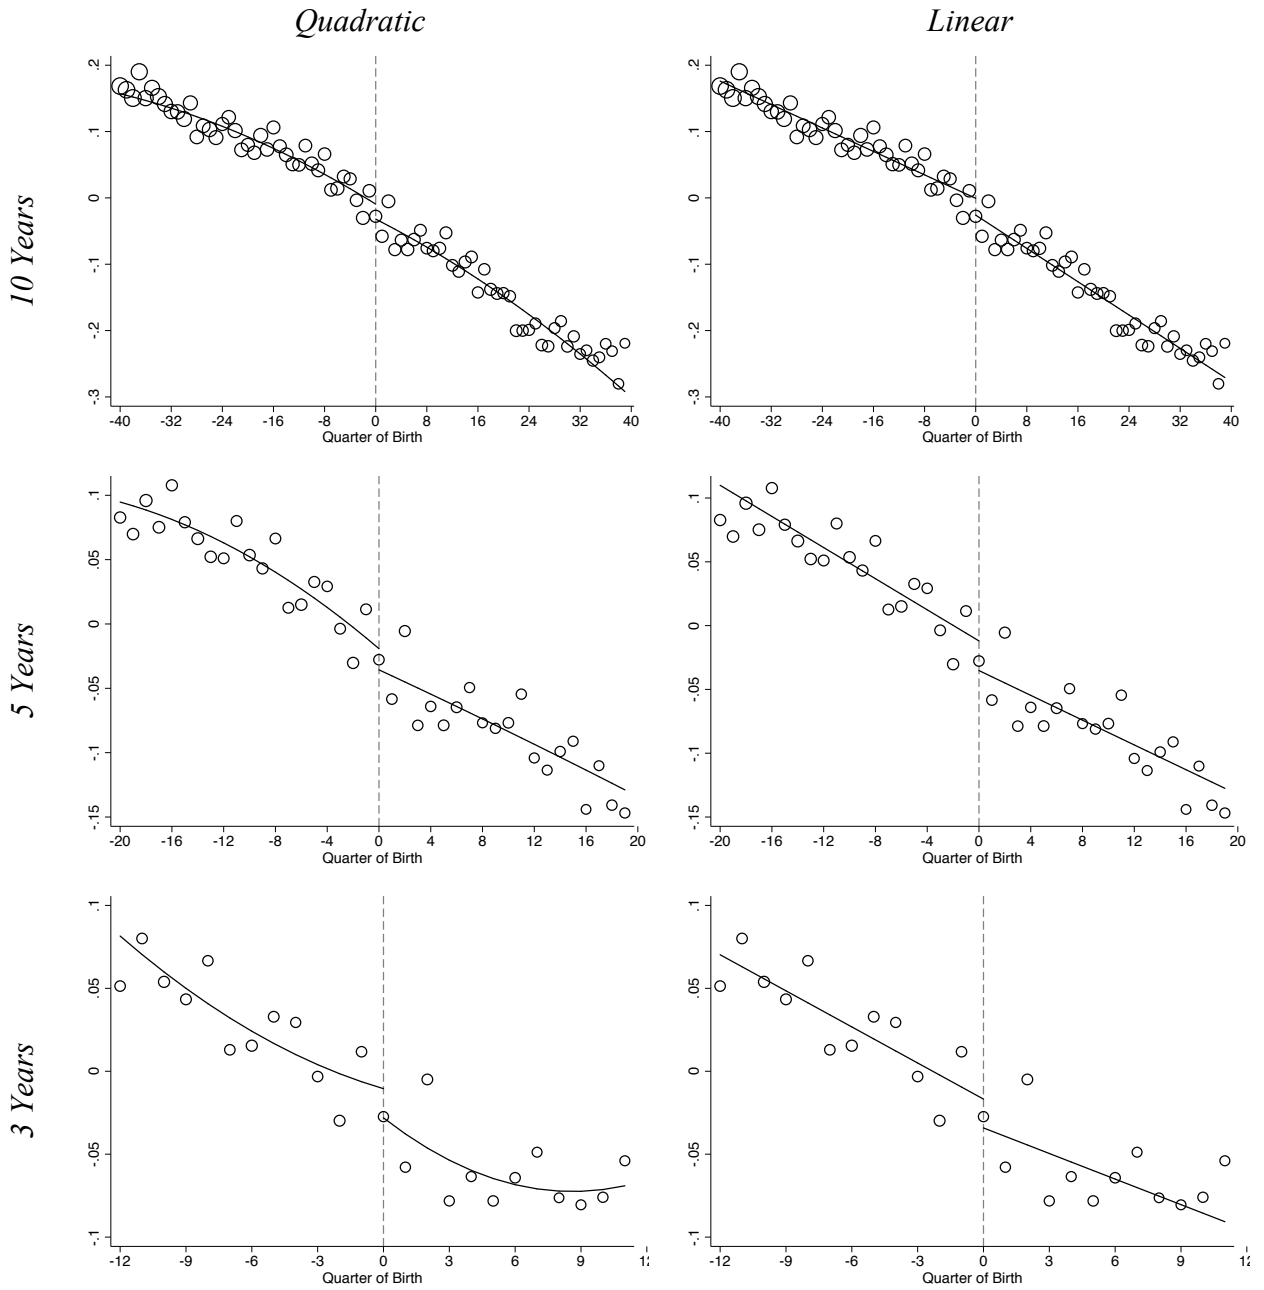 Quadratic Linear
10 Years
.2 .1 0 -.1 -.2 -.3
-40 -32 -24 -16 -8 0 8 16 24 32 40
Quarter of Birth
.2 .1 0 -.1 -.2 -.3
-40 -32 -24 -16 -8 0 8 16 24 32 40
Quarter of Birth
5 Years
.1 .05 0 -.05 -.1 -.15
-20 -16 -12 -8 -4 0 4 8 12 16 20
Quarter of Birth
.1 .05 0 -.05 -.1 -.15
-20 -16 -12 -8 -4 0 4 8 12 16 20
Quarter of Birth
3 Years
.1 .05 0 -.05 -.1
-12 -9 -6 -3 0 3 6 9
Quarter of Birth
.1 .05 0 -.05 -.1
-12 -9 -6 -3 0 3 6 9
Quarter of Birth